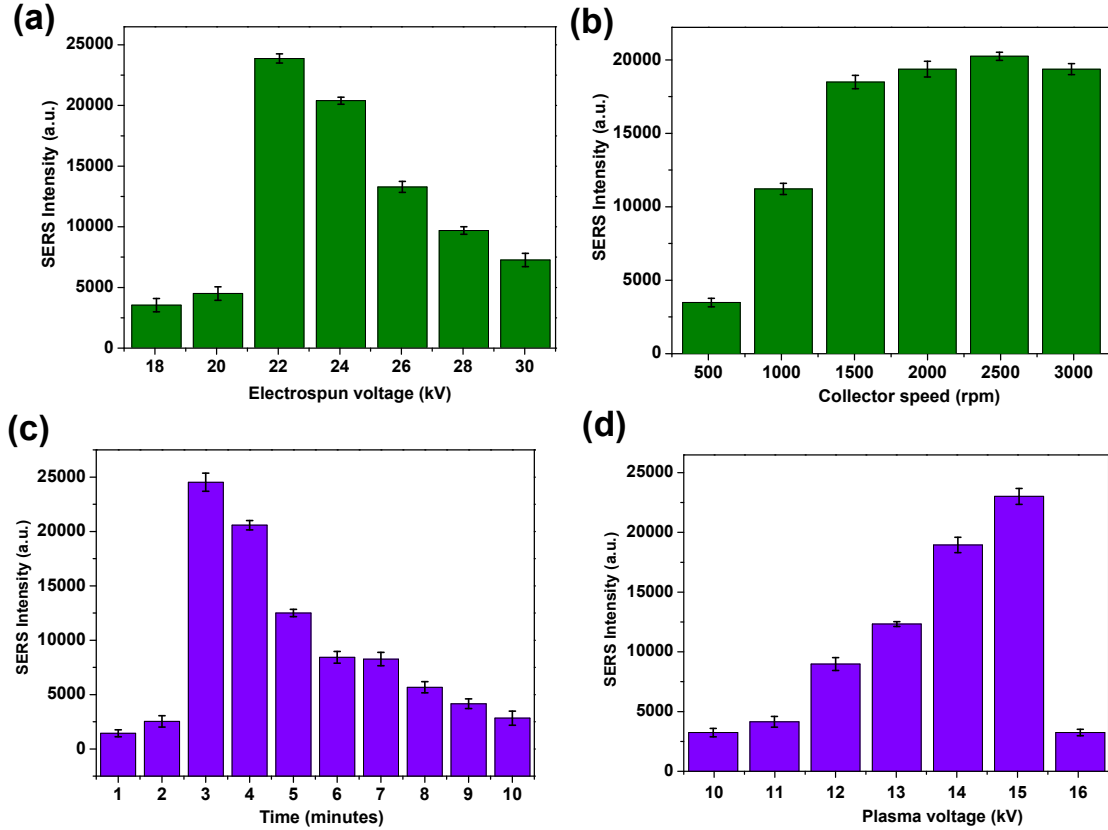 (a)
SERS Intensity (a.u.)
25000
20000
15000
10000
5000
0
18 20 22 24 26 28 30
Electrospun voltage (kV)
(b)
SERS Intensity (a.u.)
20000
15000
10000
5000
0
500 1000 1500 2000 2500 3000
Collector speed (rpm)
(c)
SERS Intensity (a.u.)
25000
20000
15000
10000
5000
0
1 2 3 4 5 6 7 8 9 10
Time (minutes)
(d)
SERS Intensity (a.u.)
25000
20000
15000
10000
5000
0
10 11 12 13 14 15 16
Plasma voltage (kV)